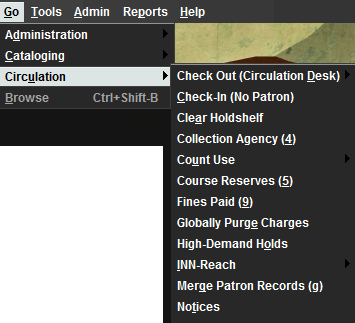 Go Tools Admin Reports Help
Administration
Cataloging
Circulation
Browse Ctrl+Shift-B
Check Out (Circulation Desk)
Check-In (No Patron)
Clear Holdshelf
Collection Agency (4)
Count Use
Course Reserves (5)
Fines Paid (9)
Globally Purge Charges
High-Demand Holds
INN-Reach
Merge Patron Records (g)
Notices